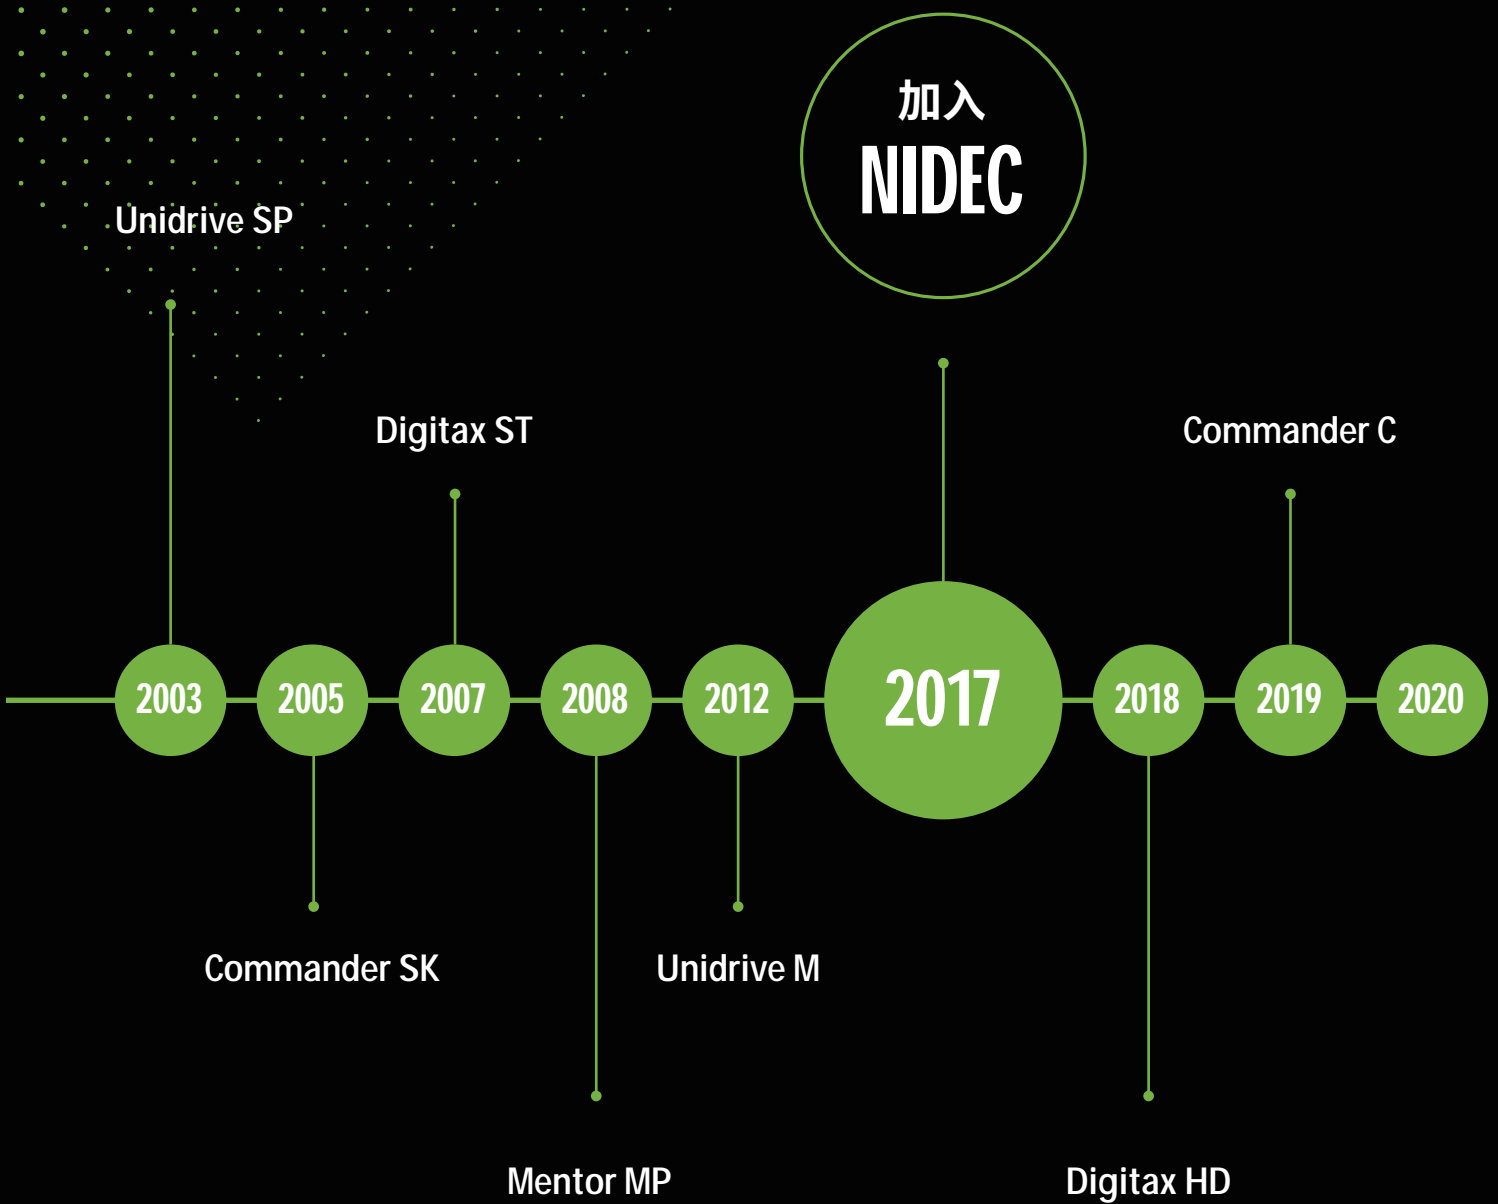 加入
NIDEC
Unidrive SP
Digitax ST
Commander C
2003
2005
2007
2008
2012
2017
2018
2019
2020
Commander SK
Unidrive M
Mentor MP
Digitax HD